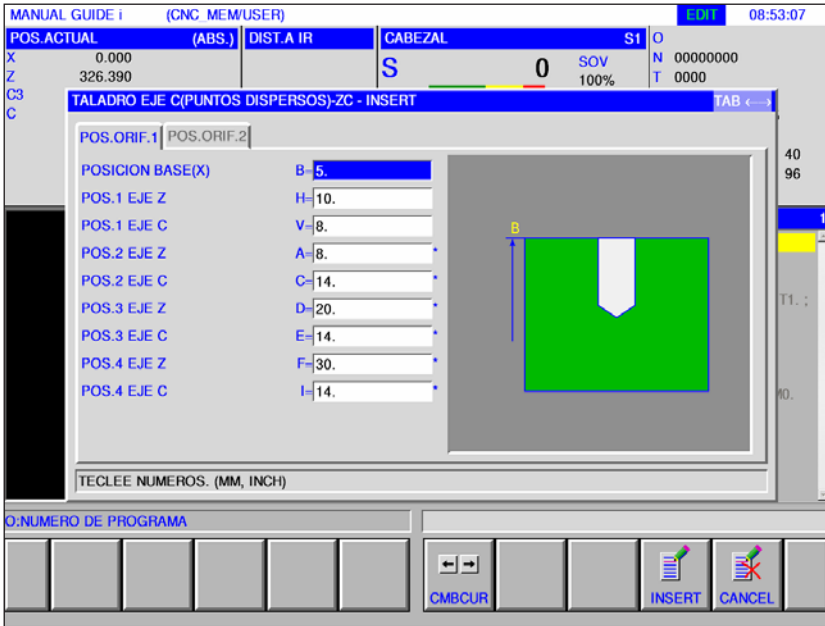 MANUAL GUIDE i (CNC_MEM/USER) EDIT 08:53:07
POS.ACTUAL (ABS.) DIST.A IR CABEZAL S1 O
X 0.000 S 0 SOV N 00000000
Z 326.390 100% T 0000
C3
C
TALADRO EJE C(PUNTOS DISPERSOS)-ZC - INSERT TAB ←→
POS.ORIF.1 POS.ORIF.2
POSICION BASE(X) B= 5.
POS.1 EJE Z H= 10.
POS.1 EJE C V= 8.
POS.2 EJE Z A= 8. *
POS.2 EJE C C= 14. *
POS.3 EJE Z D= 20. *
POS.3 EJE C E= 14. *
POS.4 EJE Z F= 30. *
POS.4 EJE C I= 14. *
B
40
96
1
T1. ;
M0.
TECLEE NUMEROS. (MM, INCH)
O:NUMERO DE PROGRAMA
CMBCUR INSERT CANCEL